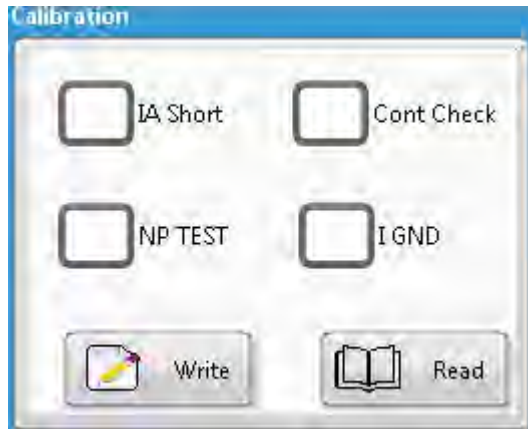 Calibration
IA Short
Cont Check
NP TEST
I GND
Write
Read